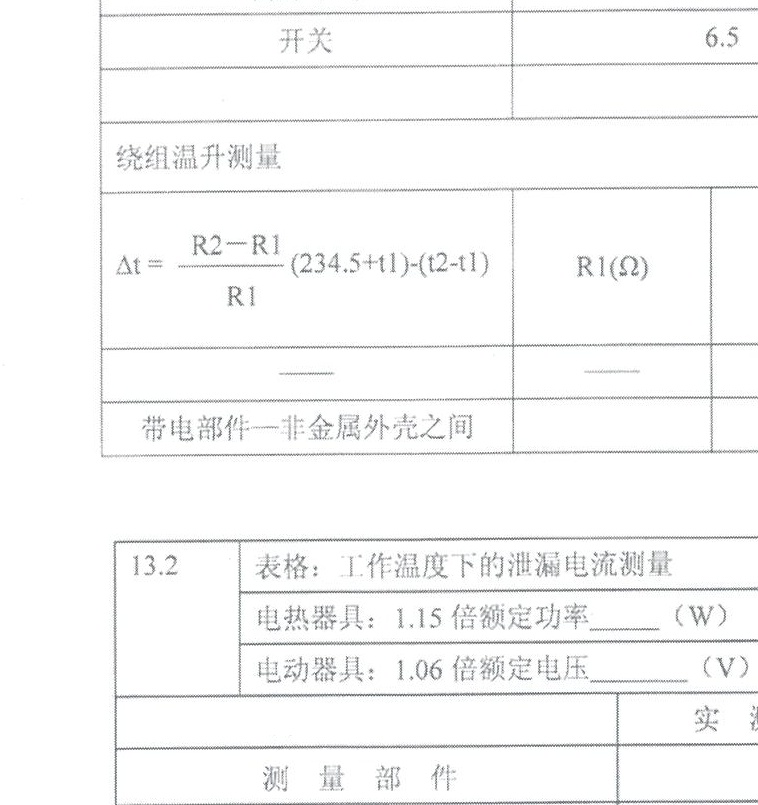 开关 6.5
绕组温升测量
Δt = R2－R1 / R1 (234.5+t1)-(t2-t1) R1(Ω)
—— ——
带电部件—非金属外壳之间
13.2 表格：工作温度下的泄漏电流测量
电热器具：1.15 倍额定功率_____（W）
电动器具：1.06 倍额定电压_______（V）
实
测 量 部 件